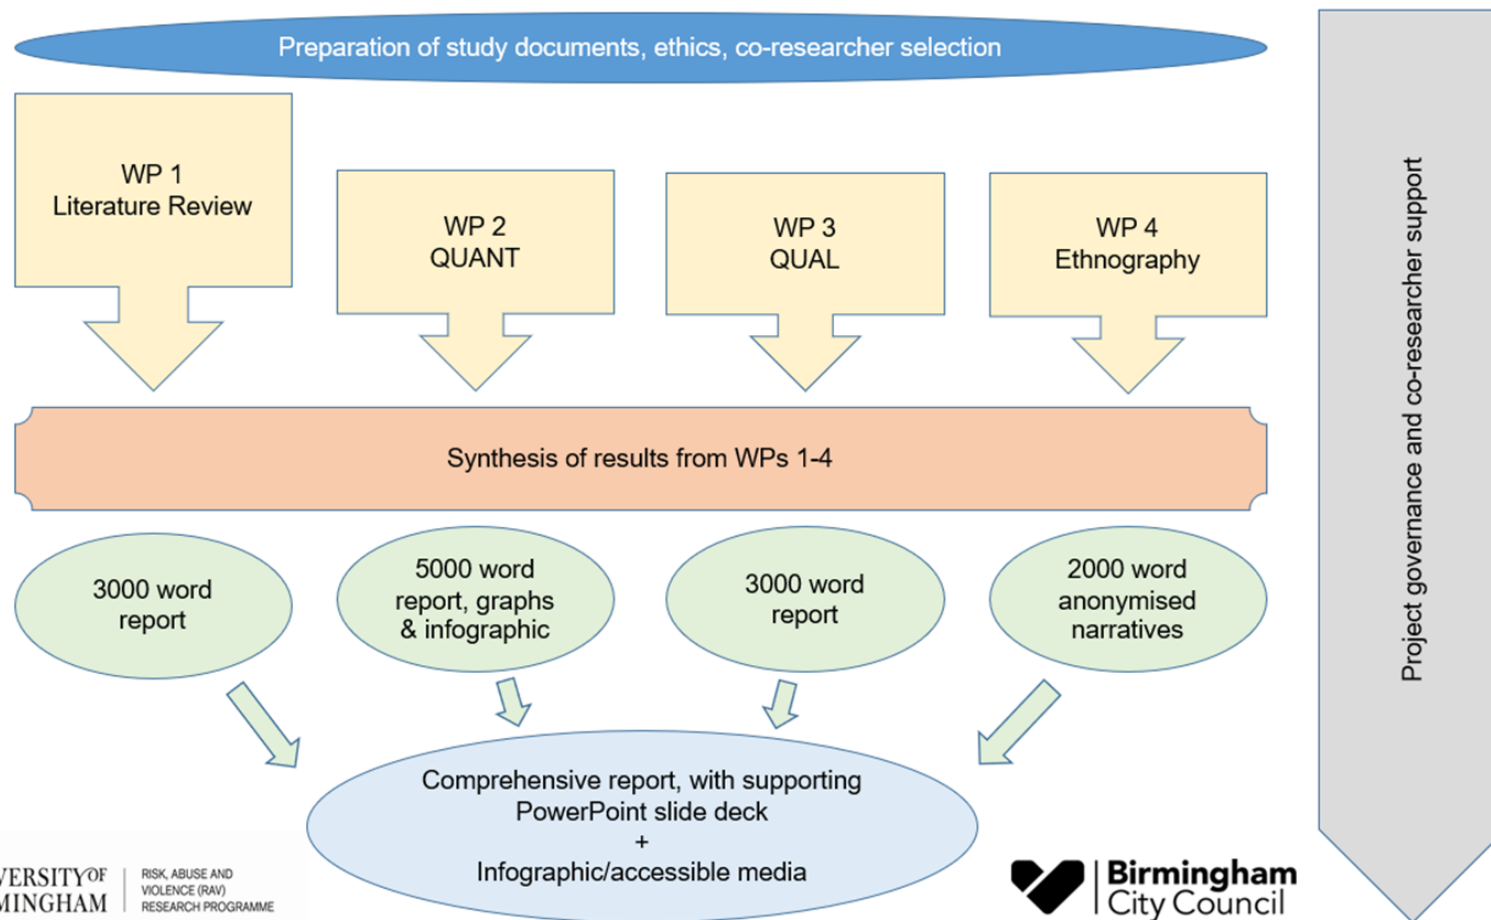 Preparation of study documents, ethics, co-researcher selection
WP 1
Literature Review
WP 2
QUANT
WP 3
QUAL
WP 4
Ethnography
Synthesis of results from WPs 1-4
3000 word
report
5000 word
report, graphs
& infographic
3000 word
report
2000 word
anonymised
narratives
Comprehensive report, with supporting
PowerPoint slide deck
+
Infographic/accessible media
Project governance and co-researcher support
VERSITYOF
MINGHAM
RISK, ABUSE AND
VIOLENCE (RAV)
RESEARCH PROGRAMME
Birmingham
City Council